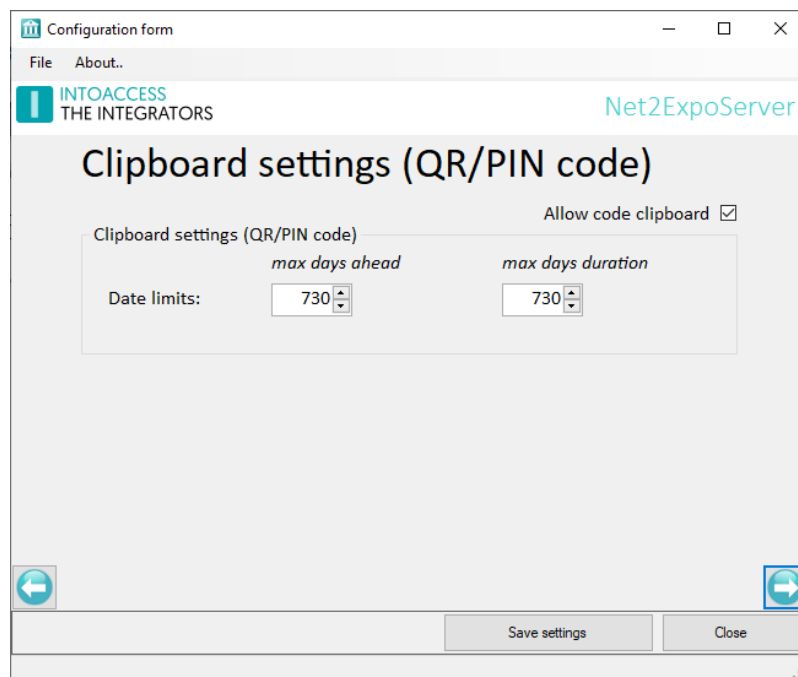 Configuration form
File About..
INTOACCESS
THE INTEGRATORS
Net2ExpoServer
Clipboard settings (QR/PIN code)
Allow code clipboard
Clipboard settings (QR/PIN code)
max days ahead max days duration
Date limits: 730 730
Save settings Close